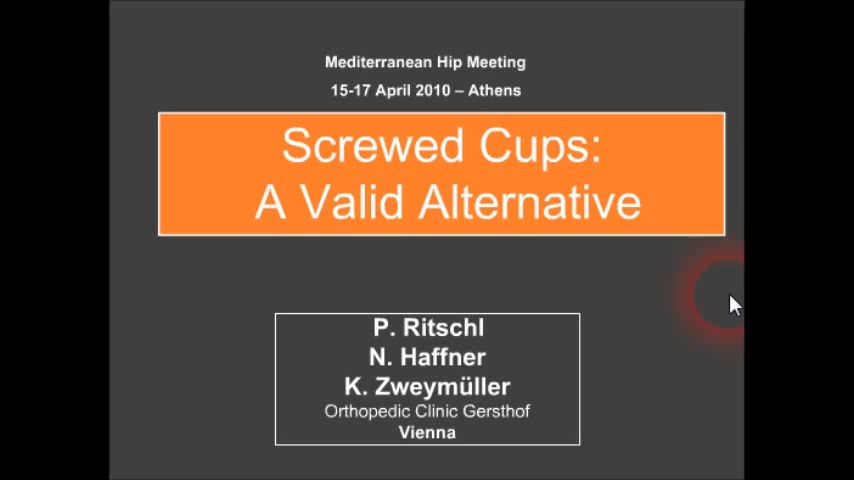 Mediterranean Hip Meeting
15-17 April 2010 – Athens
Screwed Cups:
A Valid Alternative
P. Ritschl
N. Haffner
K. Zweymüller
Orthopedic Clinic Gersthof
Vienna